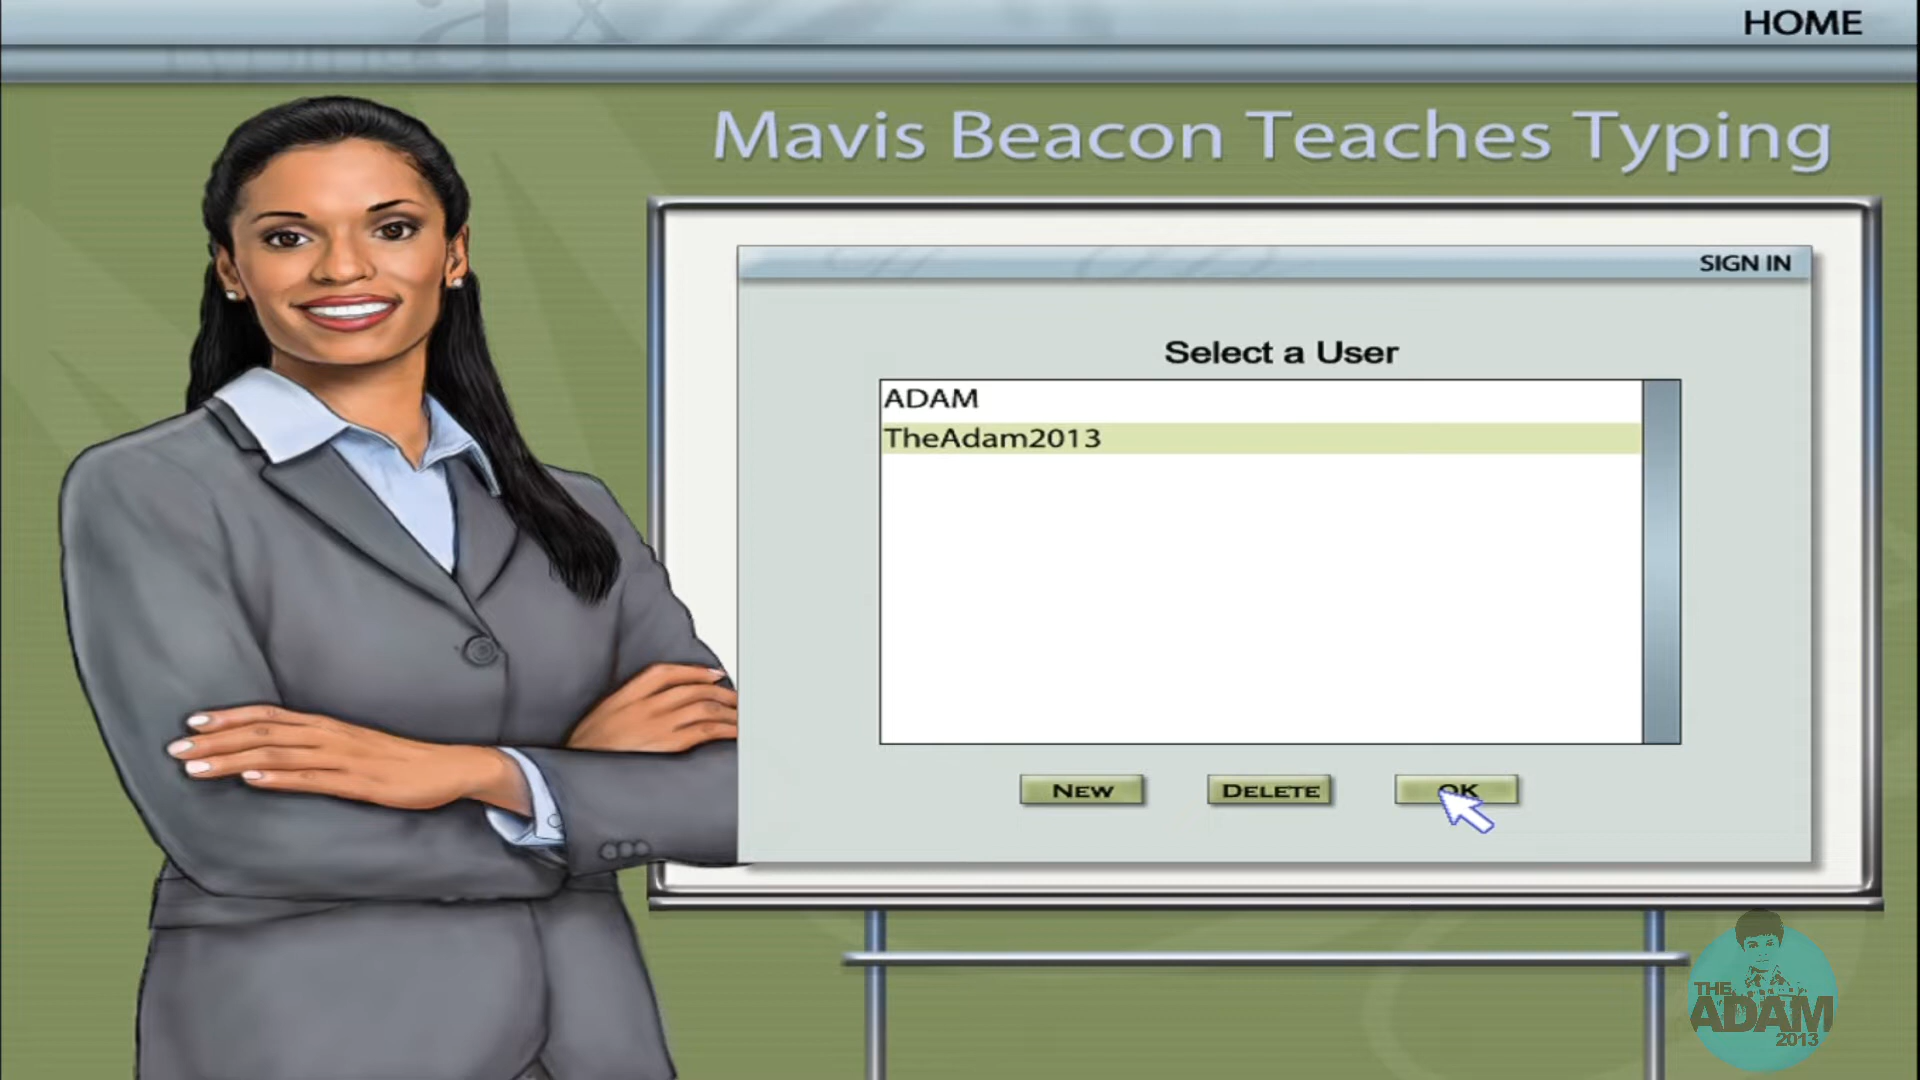 HOME
Mavis Beacon Teaches Typing
SIGN IN
Select a User
ADAM
TheAdam2013
NEW
DELETE
OK
THE
ADAM
2013